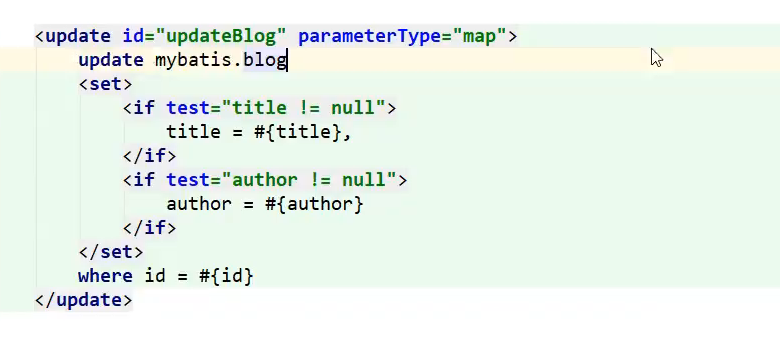 <update id="updateBlog" parameterType="map">
    update mybatis.blog
    <set>
        <if test="title != null">
            title = #{title},
        </if>
        <if test="author != null">
            author = #{author}
        </if>
    </set>
    where id = #{id}
</update>